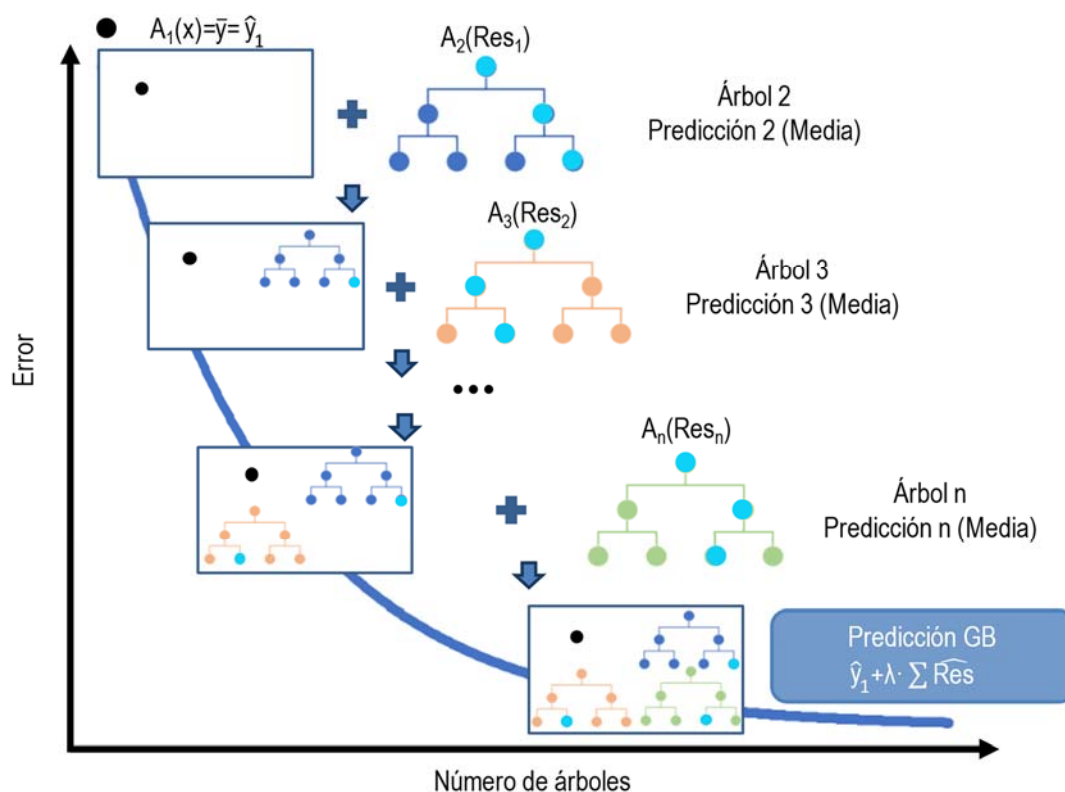 A₁(x)=ȳ= ŷ₁
A₂(Res₁)
Árbol 2
Predicción 2 (Media)
A₃(Res₂)
Árbol 3
Predicción 3 (Media)
Error
...
Aₙ(Resₙ)
Árbol n
Predicción n (Media)
Predicción GB
ŷ₁+λ· ∑ R̂es
Número de árboles